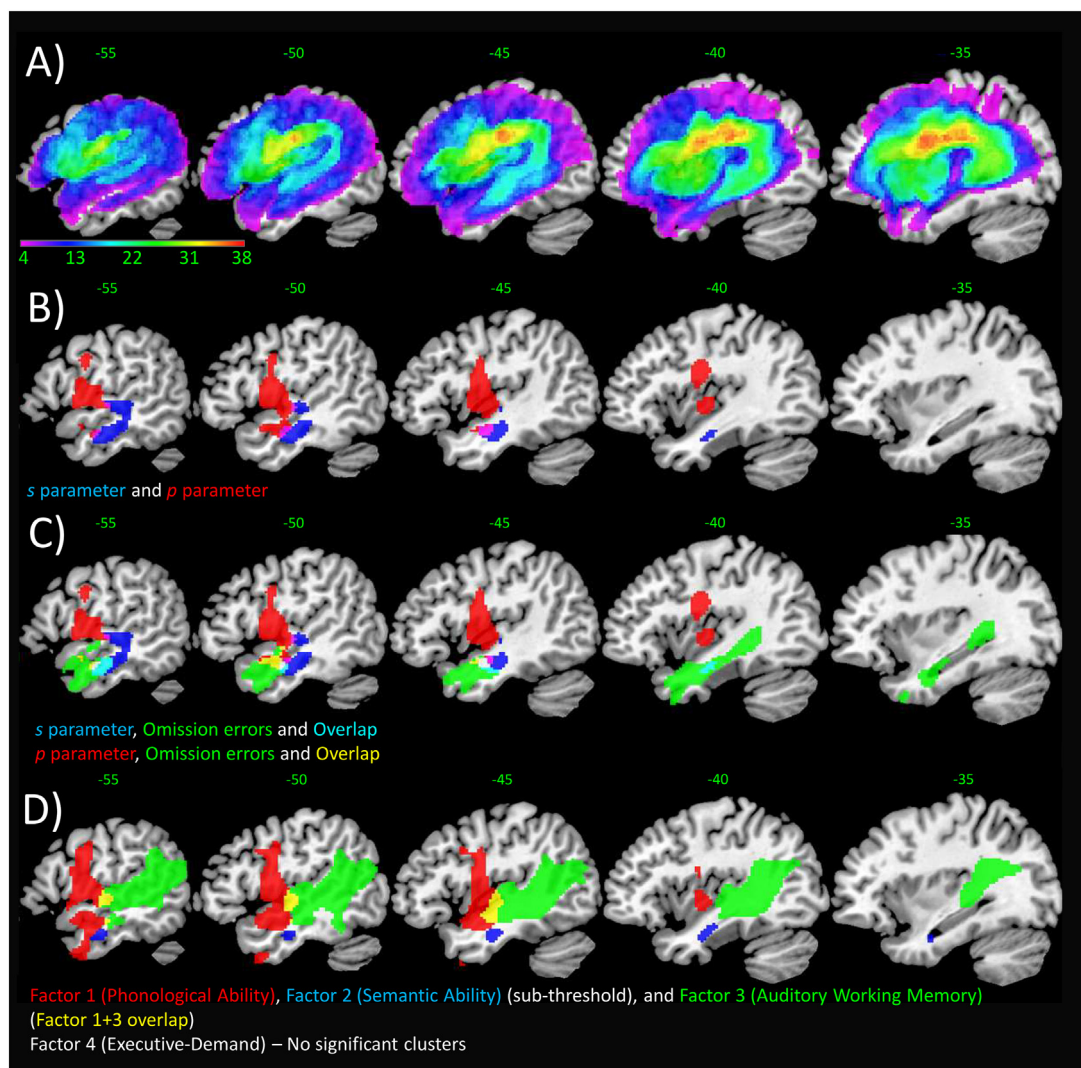 A)
-55 -50 -45 -40 -35
4 13 22 31 38
B)
-55 -50 -45 -40 -35
s parameter and p parameter
C)
-55 -50 -45 -40 -35
s parameter, Omission errors and Overlap
p parameter, Omission errors and Overlap
D)
-55 -50 -45 -40 -35
Factor 1 (Phonological Ability), Factor 2 (Semantic Ability) (sub-threshold), and Factor 3 (Auditory Working Memory)
(Factor 1+3 overlap)
Factor 4 (Executive-Demand) – No significant clusters